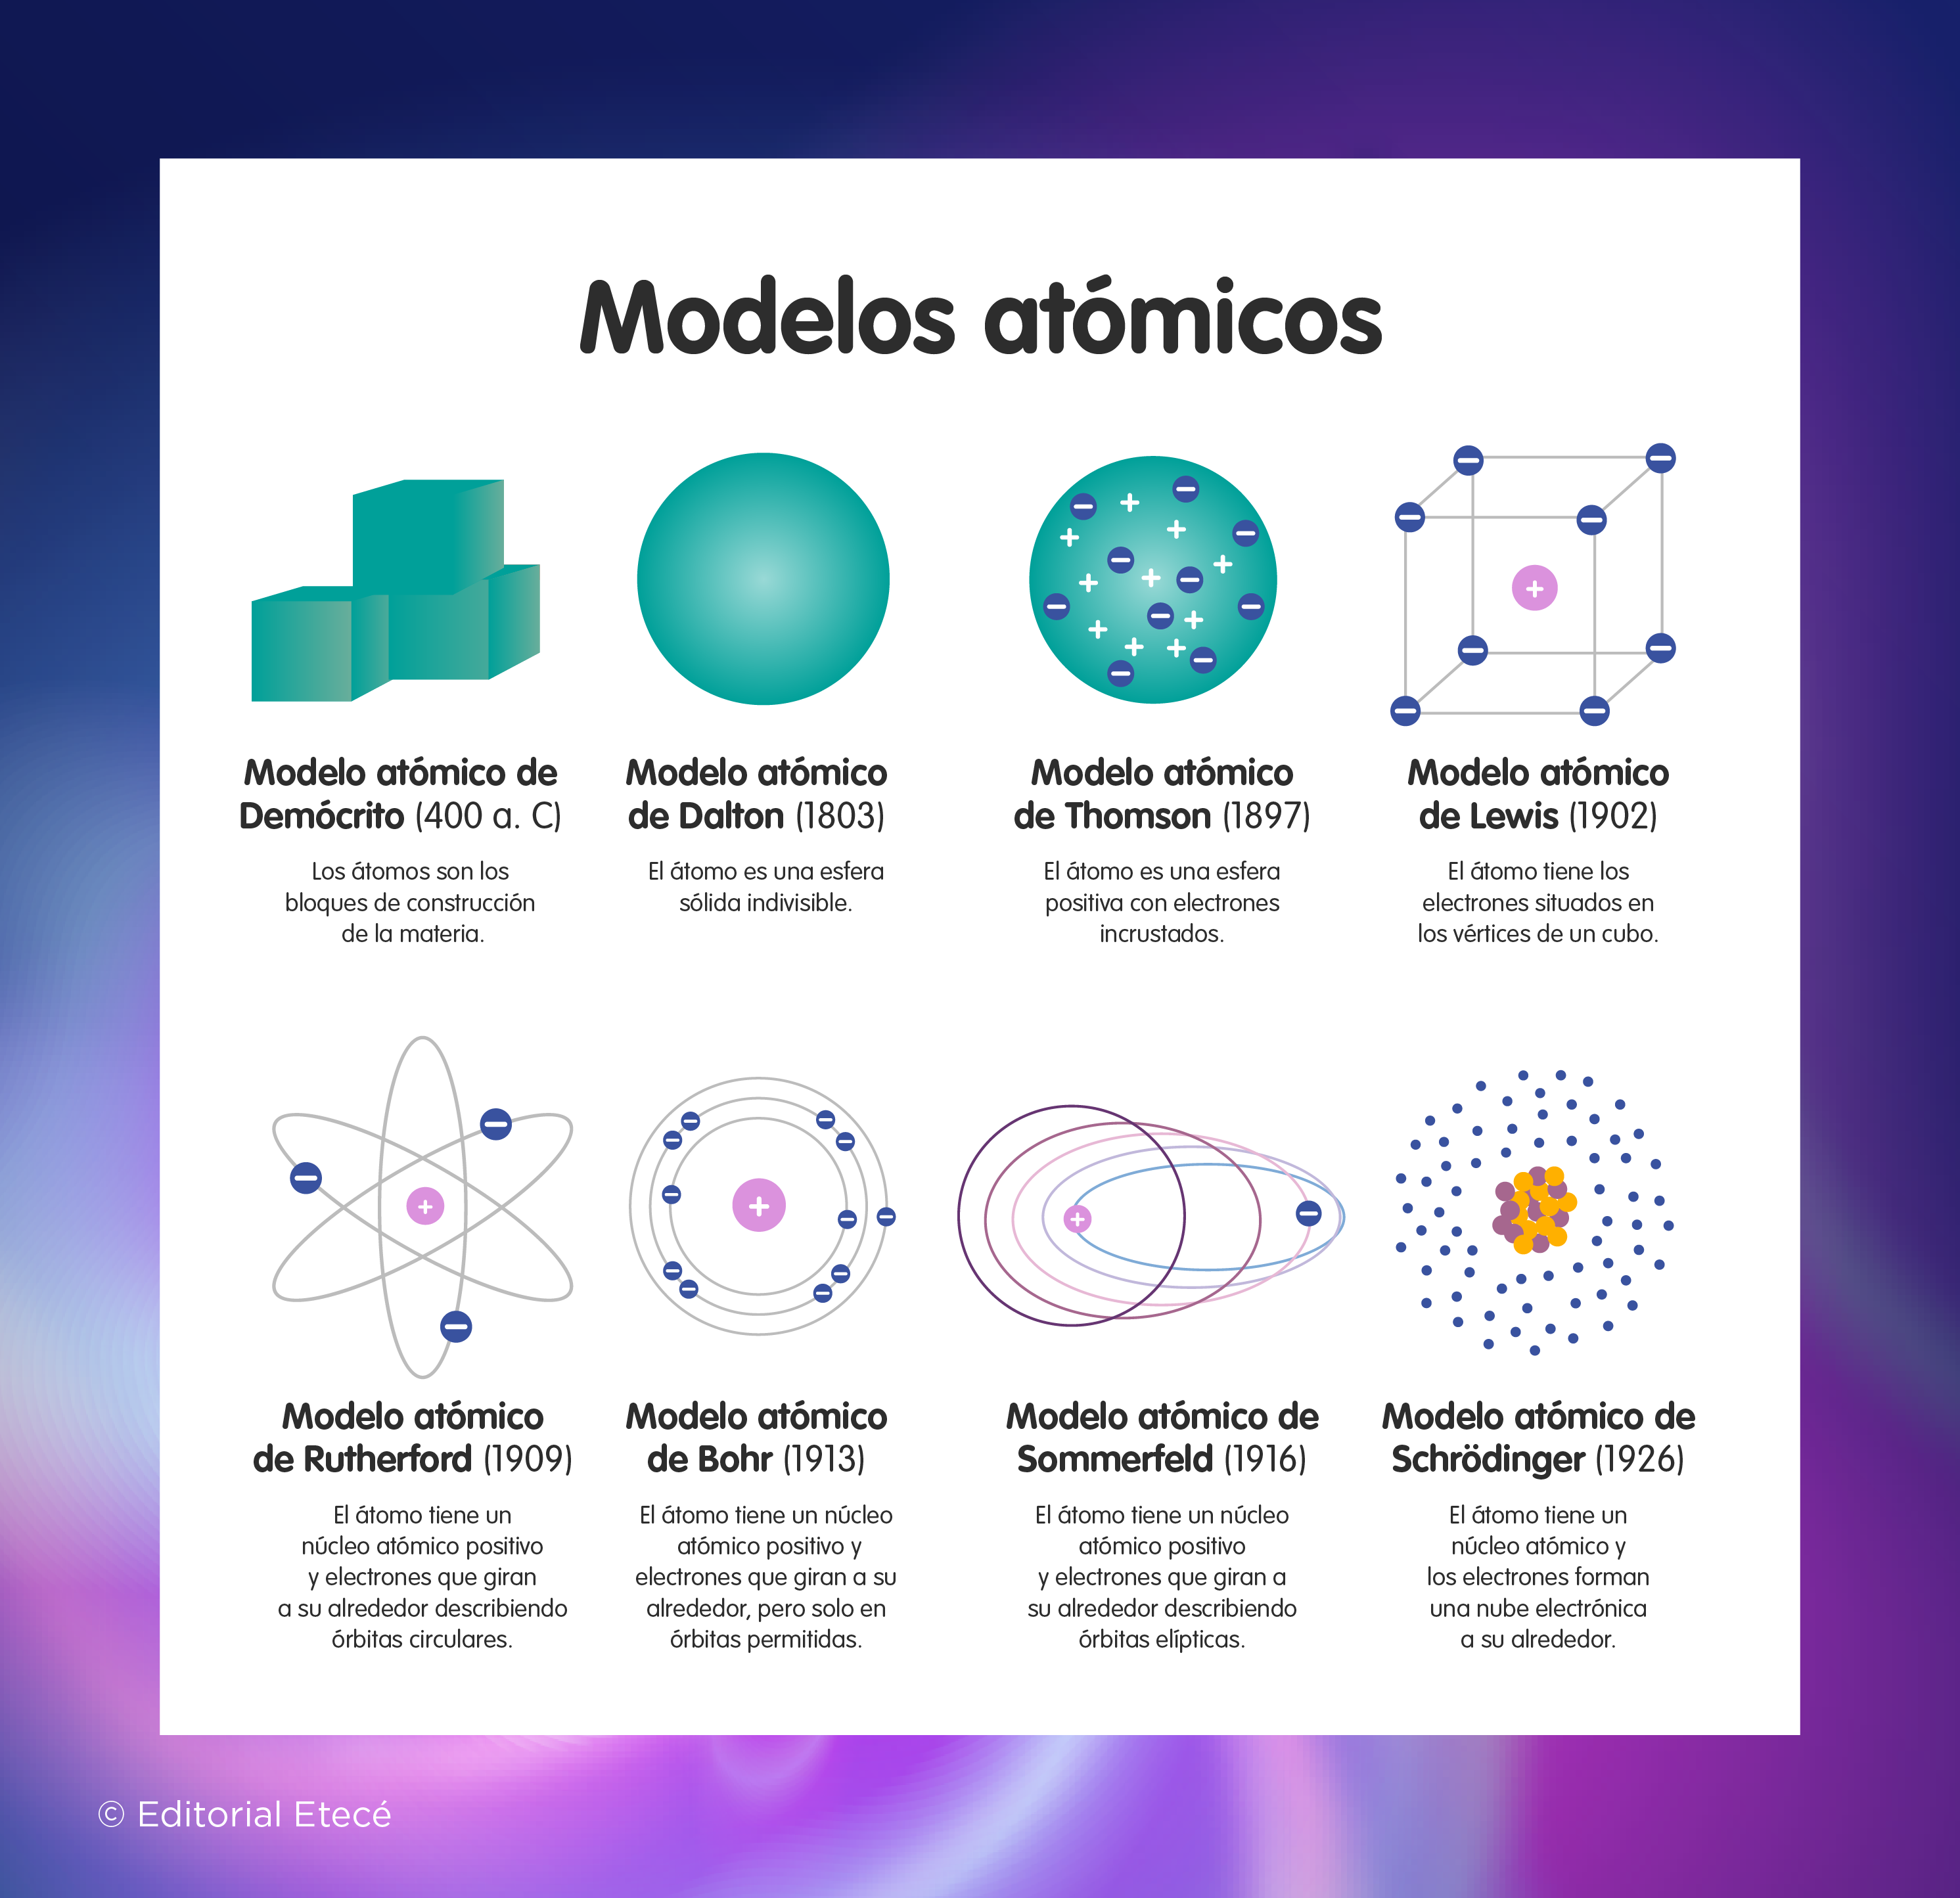 Modelos atómicos
Modelo atómico de
Demócrito (400 a. C)
Los átomos son los
bloques de construcción
de la materia.
Modelo atómico
de Dalton (1803)
El átomo es una esfera
sólida indivisible.
Modelo atómico
de Thomson (1897)
El átomo es una esfera
positiva con electrones
incrustados.
Modelo atómico
de Lewis (1902)
El átomo tiene los
electrones situados en
los vértices de un cubo.
Modelo atómico
de Rutherford (1909)
El átomo tiene un
núcleo atómico positivo
y electrones que giran
a su alrededor describiendo
órbitas circulares.
Modelo atómico
de Bohr (1913)
El átomo tiene un núcleo
atómico positivo y
electrones que giran a su
alrededor, pero solo en
órbitas permitidas.
Modelo atómico de
Sommerfeld (1916)
El átomo tiene un núcleo
atómico positivo
y electrones que giran a
su alrededor describiendo
órbitas elípticas.
Modelo atómico de
Schrödinger (1926)
El átomo tiene un
núcleo atómico y
los electrones forman
una nube electrónica
a su alrededor.
© Editorial Etecé